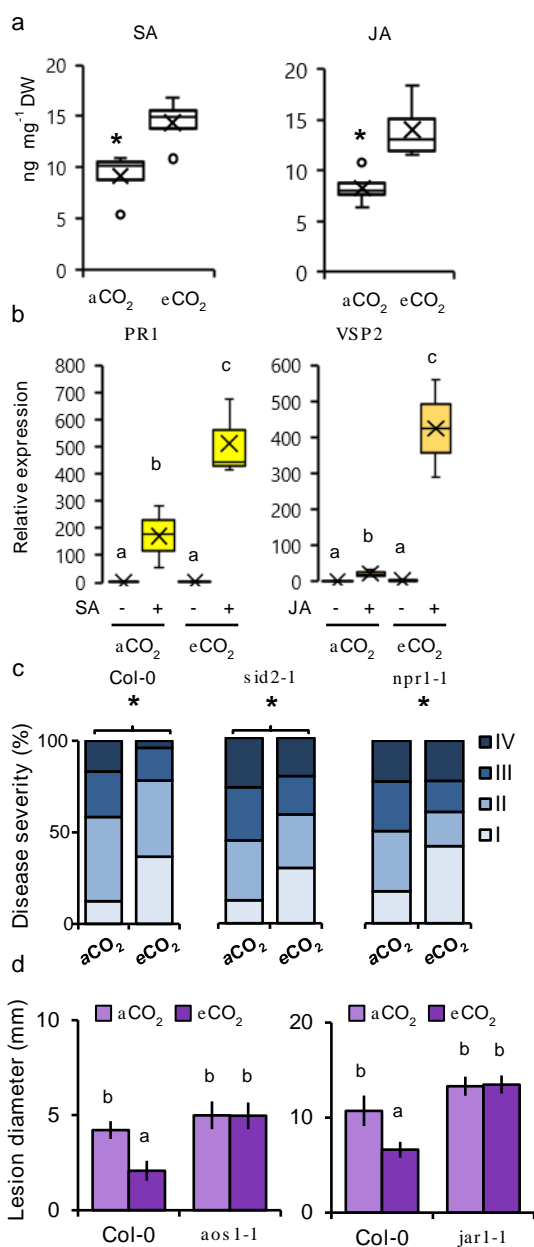 a
SA
JA
ng mg⁻¹ DW
20
15
10
5
0
*
aCO₂
eCO₂
20
15
10
5
0
*
aCO₂
eCO₂
b
PR1
VSP2
Relative expression
800
700
600
500
400
300
200
100
0
a
b
a
c
SA - + - +
aCO₂
eCO₂
600
500
400
300
200
100
0
a
b
a
c
JA - + - +
aCO₂
eCO₂
c
Col-0
sid2-1
npr1-1
*
*
*
Disease severity (%)
100
50
0
IV
III
II
I
aCO₂
eCO₂
aCO₂
eCO₂
aCO₂
eCO₂
d
Lesion diameter (mm)
10
5
0
aCO₂
eCO₂
b
a
b
b
Col-0
aos1-1
20
10
0
aCO₂
eCO₂
b
a
b
b
Col-0
jar1-1